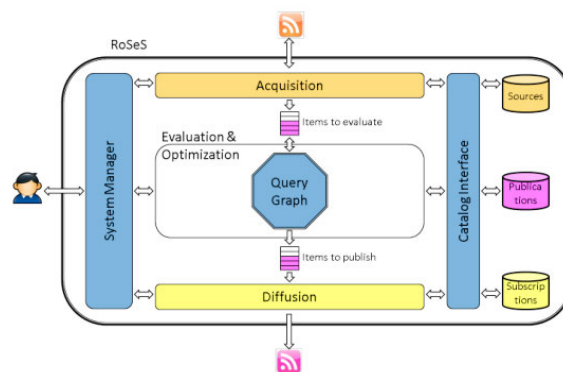 RoSeS
Acquisition
Sources
Items to evaluate
Evaluation &
Optimization
System Manager
Query
Graph
Catalog Interface
Publica
tions
Items to publish
Diffusion
Subscrip
tions